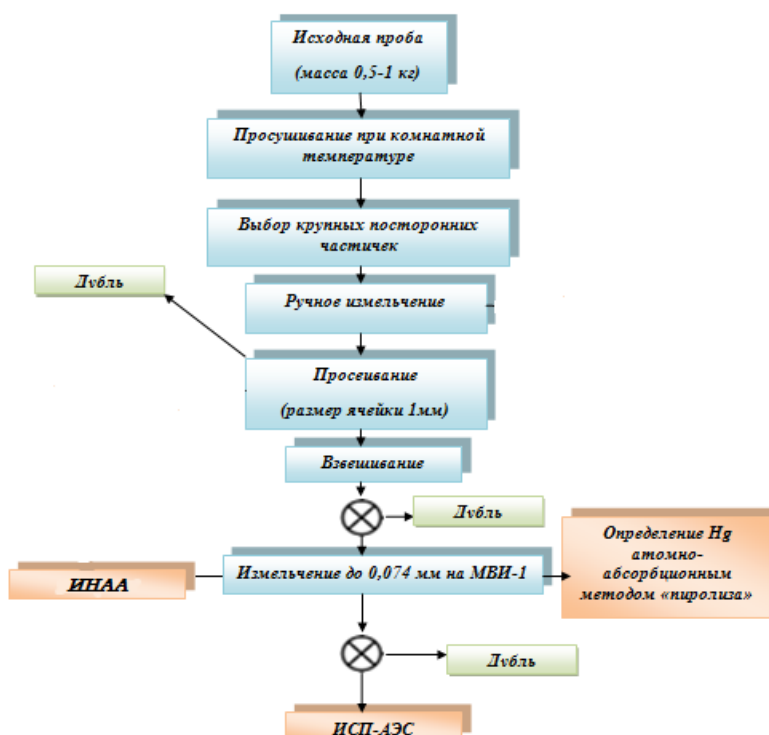 Исходная проба
(масса 0,5-1 кг)
Просушивание при комнатной
температуре
Выбор крупных посторонних
частичек
Дубль
Ручное измельчение
Просеивание
(размер ячейки 1мм)
Взвешивание
Дубль
Определение Hg
атомно-
абсорбционным
методом «пиролиза»
ИНАА
Измельчение до 0,074 мм на МВИ-1
Дубль
ИСП-АЭС